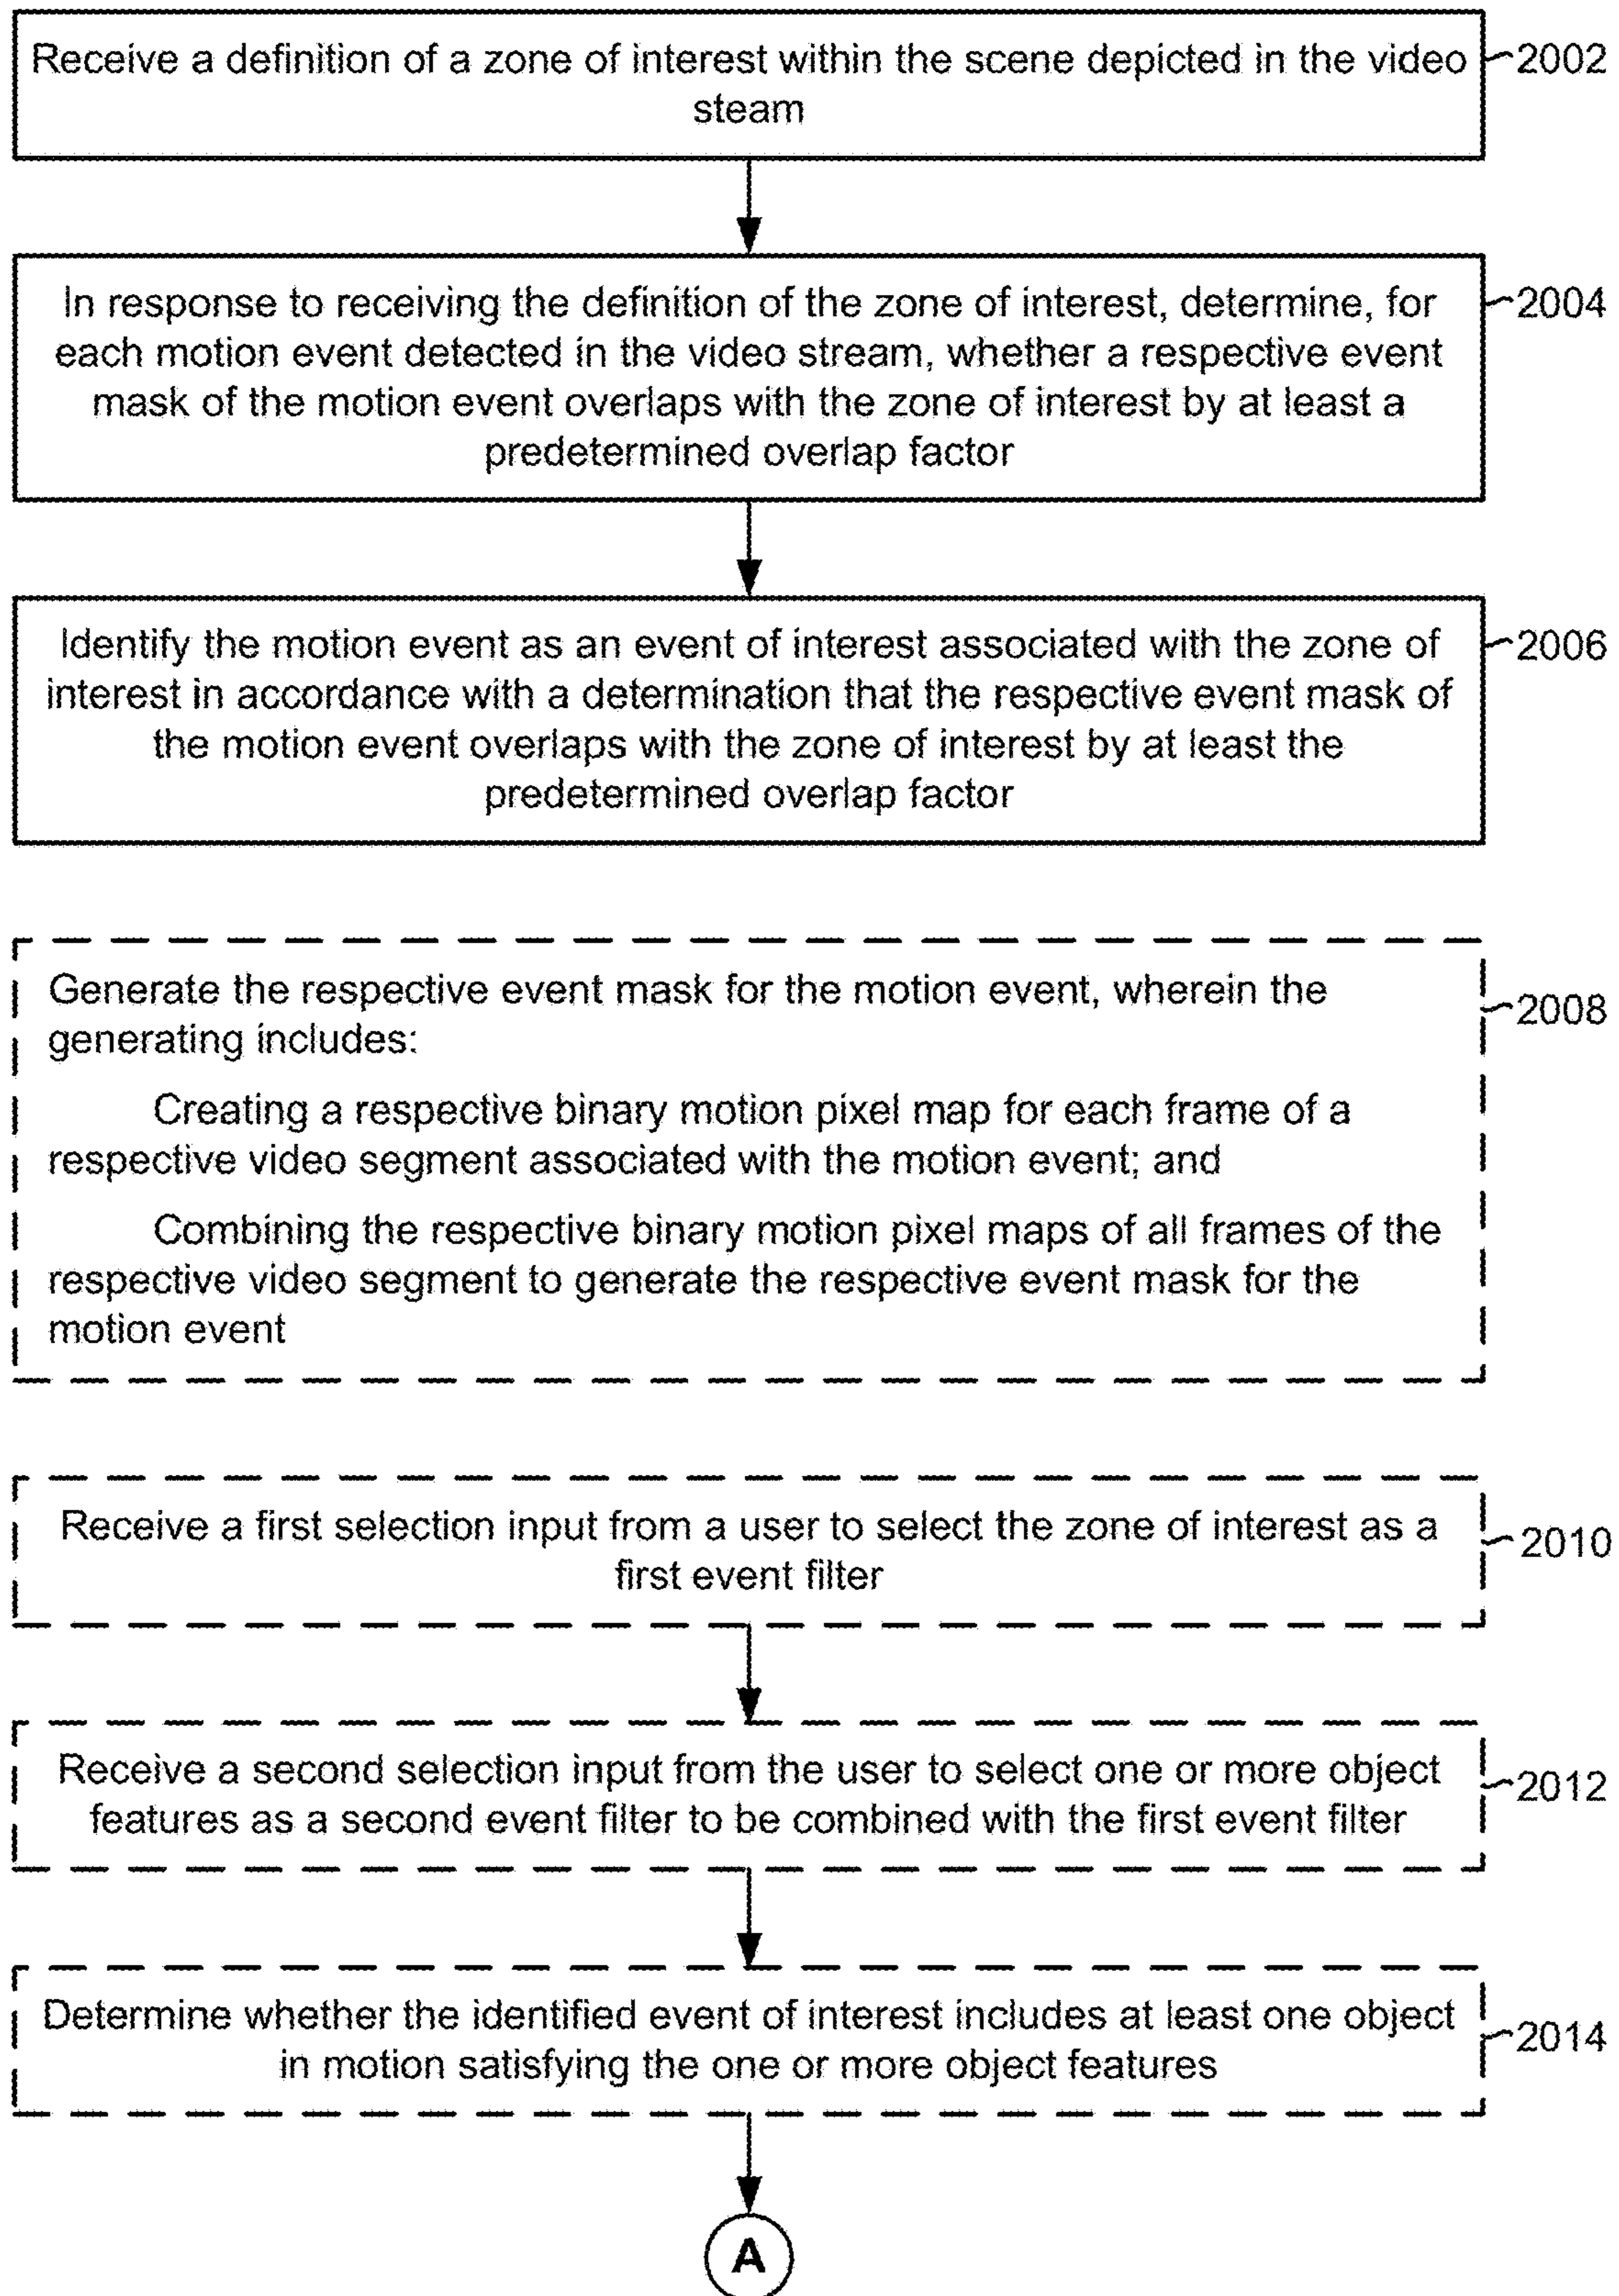 Receive a definition of a zone of interest within the scene depicted in the video
steam
2002
In response to receiving the definition of the zone of interest, determine, for
each motion event detected in the video stream, whether a respective event
mask of the motion event overlaps with the zone of interest by at least a
predetermined overlap factor
2004
Identify the motion event as an event of interest associated with the zone of
interest in accordance with a determination that the respective event mask of
the motion event overlaps with the zone of interest by at least the
predetermined overlap factor
2006
Generate the respective event mask for the motion event, wherein the
generating includes:
Creating a respective binary motion pixel map for each frame of a
respective video segment associated with the motion event; and
Combining the respective binary motion pixel maps of all frames of the
respective video segment to generate the respective event mask for the
motion event
2008
Receive a first selection input from a user to select the zone of interest as a
first event filter
2010
Receive a second selection input from the user to select one or more object
features as a second event filter to be combined with the first event filter
2012
Determine whether the identified event of interest includes at least one object
in motion satisfying the one or more object features
2014
A